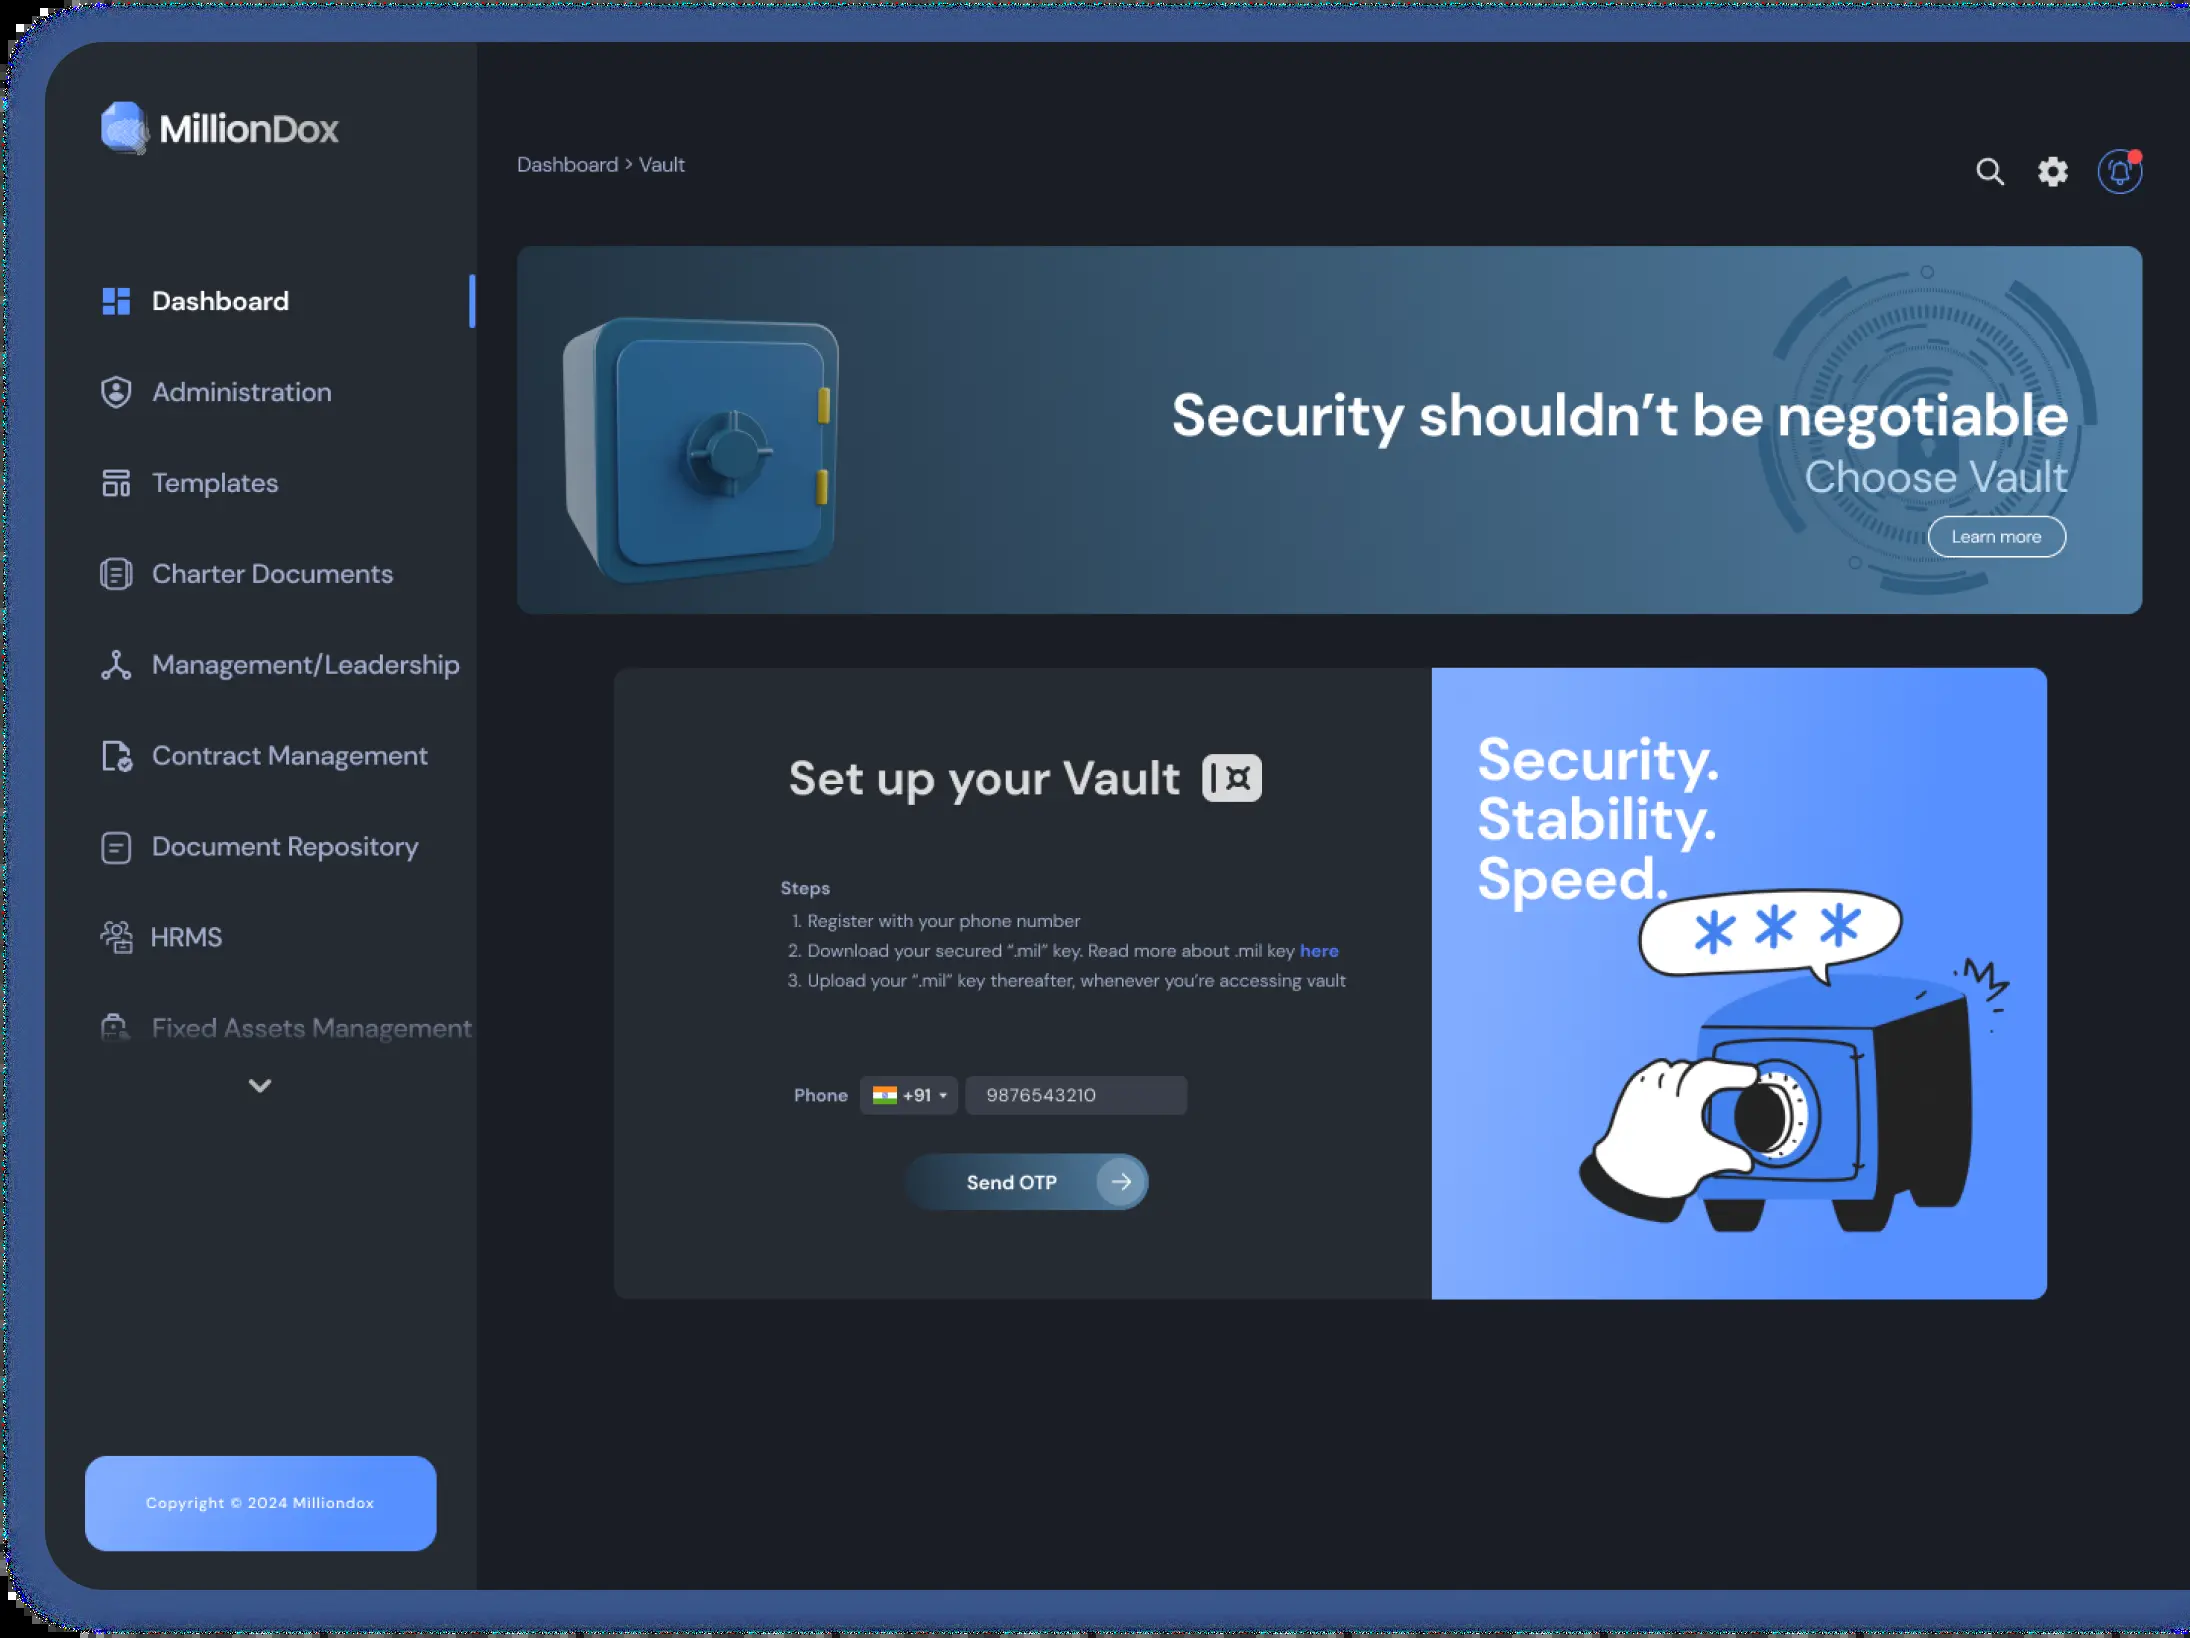 MillionDox
Dashboard > Vault
Dashboard
Administration
Templates
Charter Documents
Management/Leadership
Contract Management
Document Repository
HRMS
Fixed Assets Management
Copyright © 2024 Milliondox
Security shouldn’t be negotiable
Choose Vault
Learn more
Set up your Vault
Steps
1. Register with your phone number
2. Download your secured “.mil” key. Read more about .mil key here
3. Upload your “.mil” key thereafter, whenever you’re accessing vault
Phone +91 9876543210
Send OTP
Security.
Stability.
Speed.
***